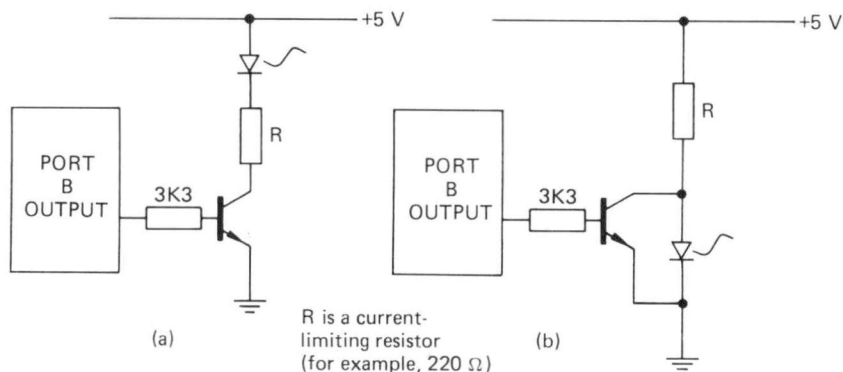 +5 V
+5 V
R
R
PORT
B
OUTPUT
3K3
PORT
B
OUTPUT
3K3
(a)
R is a current-
limiting resistor
(for example, 220 Ω)
(b)